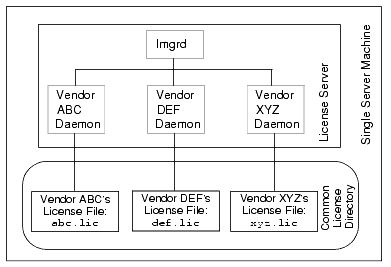 lmgrd
Vendor
ABC
Daemon
Vendor
DEF
Daemon
Vendor
XYZ
Daemon
License Server
Single Server Machine
Vendor ABC's
License File:
abc.lic
Vendor DEF's
License File:
def.lic
Vendor XYZ's
License File:
xyz.lic
Common
License
Directory